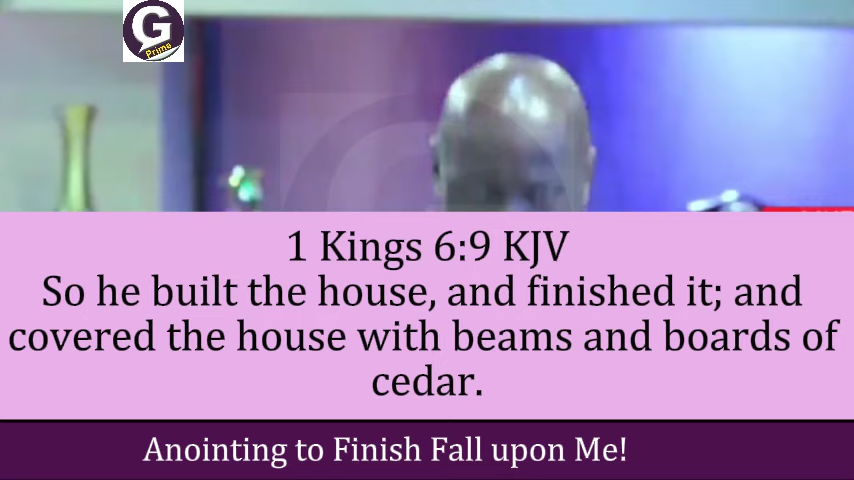 G
Prime
1 Kings 6:9 KJV
So he built the house, and finished it; and
covered the house with beams and boards of
cedar.
Anointing to Finish Fall upon Me!